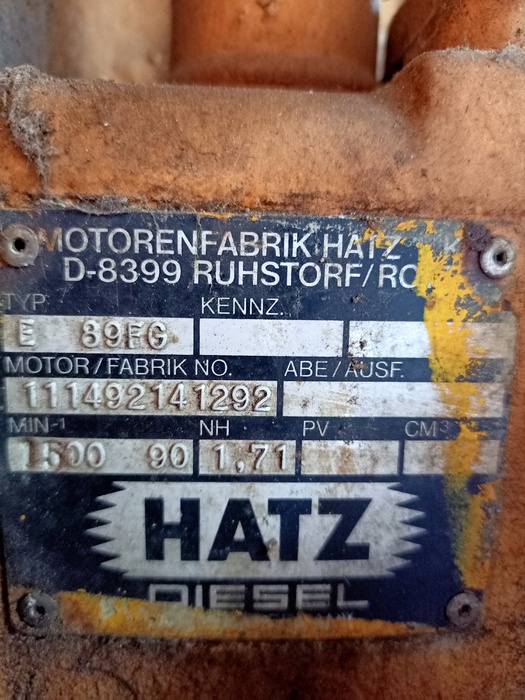 MOTORENFABRIK HATZ K
D-8399 RUHSTORF/RO
TYP KENNZ.
E 89FG
MOTOR/FABRIK NO. ABE/AUSF.
111492141292
MIN-1 NH PV CM3
1500 90 1,71
HATZ
DIESEL